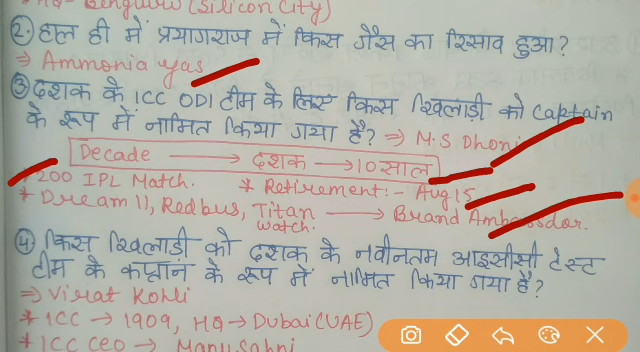 HQ- Benguluru (Silicon City)
② हाल ही में प्रयागराज में किस गैस का रिसाव हुआ?
⇒ Ammonia gas
③ दशक के ICC ODI टीम के लिए किस खिलाड़ी को Captain
के रूप में नामित किया गया है? ⇒ M.S Dhoni
Decade → दशक → 10 साल
200 IPL Match. * Retirement:- Aug 15
* Dream 11, Redbus, Titan watch. → Brand Ambassdor.
④ किस खिलाड़ी को दशक के नवीनतम आइसीसी टेस्ट
टीम के कप्तान के रूप में नामित किया गया है?
⇒ Virat Kohli
* ICC → 1909, HQ → Dubai (UAE)
* ICC CEO → Manu Sahni